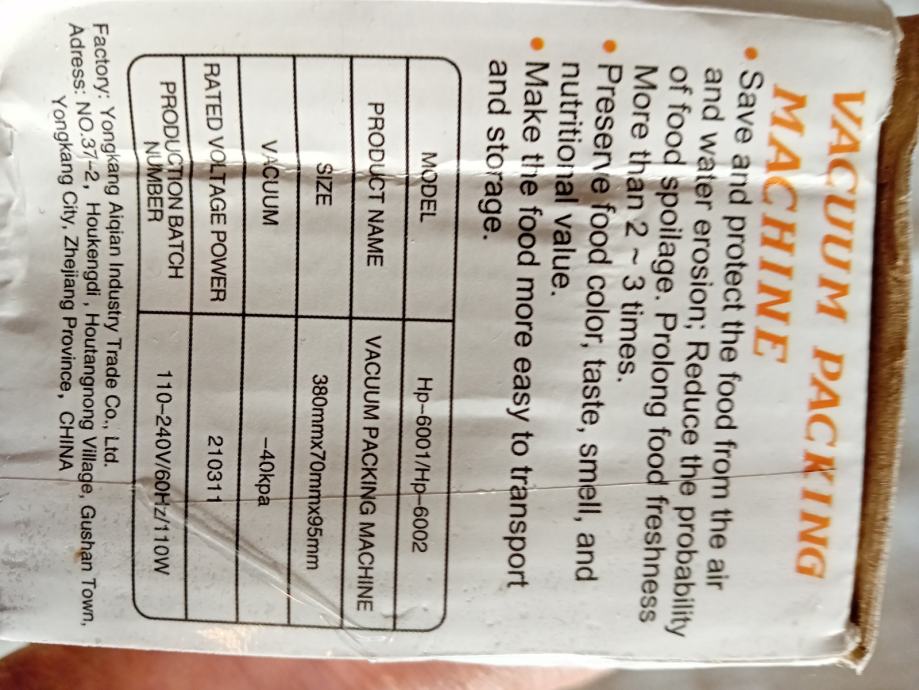 VACUUM PACKING
MACHINE
• Save and protect the food from the air
and water erosion; Reduce the probability
of food spoilage. Prolong food freshness
More than 2 ~ 3 times.
• Preserve food color, taste, smell, and
nutritional value.
• Make the food more easy to transport
and storage.
MODEL Hp-6001/Hp-6002
PRODUCT NAME VACUUM PACKING MACHINE
SIZE 380mmx70mmx95mm
VACUUM -40kpa
RATED VOLTAGE POWER 210311
PRODUCTION BATCH NUMBER 110-240V/60Hz/110W
Factory: Yongkang Aiqian Industry Trade Co., Ltd.
Adress: NO.37-2, Houkengdi, Houtangnong Village, Gushan Town,
Yongkang City, Zhejiang Province, CHINA